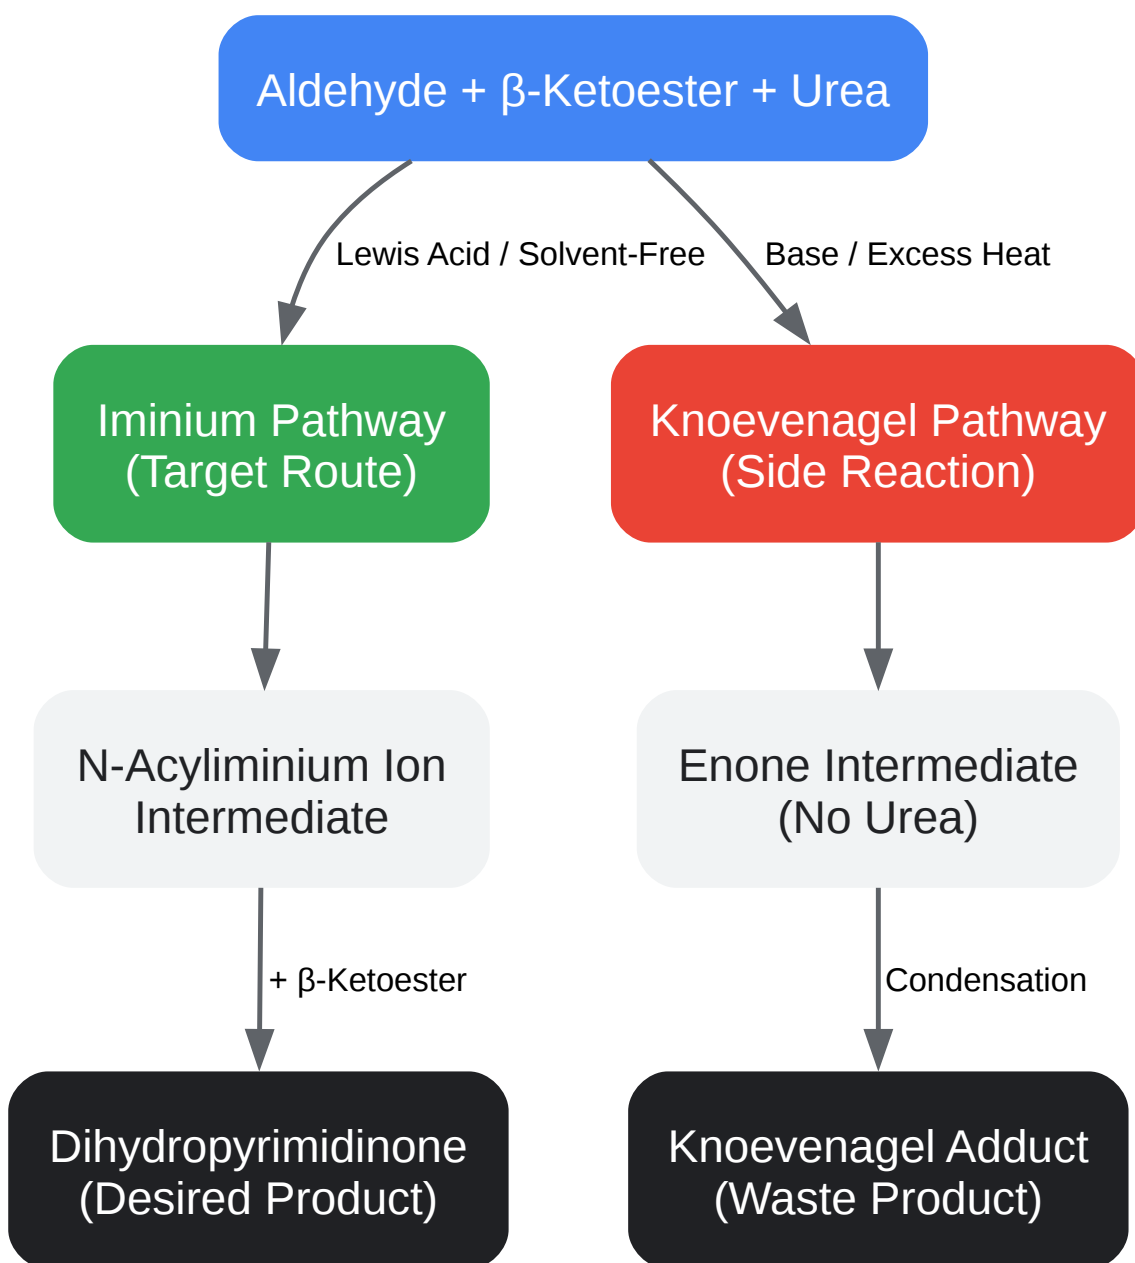 Aldehyde + β-Ketoester + Urea
Lewis Acid / Solvent-Free
Base / Excess Heat
Iminium Pathway
(Target Route)
Knoevenagel Pathway
(Side Reaction)
N-Acyliminium Ion
Intermediate
Enone Intermediate
(No Urea)
+ β-Ketoester
Condensation
Dihydropyrimidinone
(Desired Product)
Knoevenagel Adduct
(Waste Product)